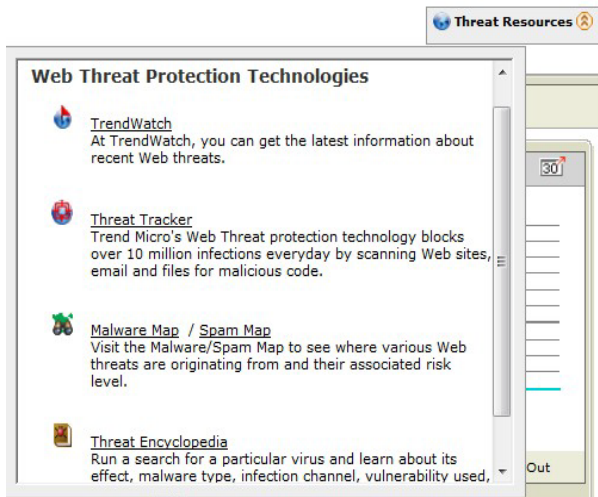 Threat Resources
Web Threat Protection Technologies
TrendWatch
At TrendWatch, you can get the latest information about
recent Web threats.
Threat Tracker
Trend Micro's Web Threat protection technology blocks
over 10 million infections everyday by scanning Web sites,
email and files for malicious code.
Malware Map / Spam Map
Visit the Malware/Spam Map to see where various Web
threats are originating from and their associated risk
level.
Threat Encyclopedia
Run a search for a particular virus and learn about its
effect, malware type, infection channel, vulnerability used,
30
Out